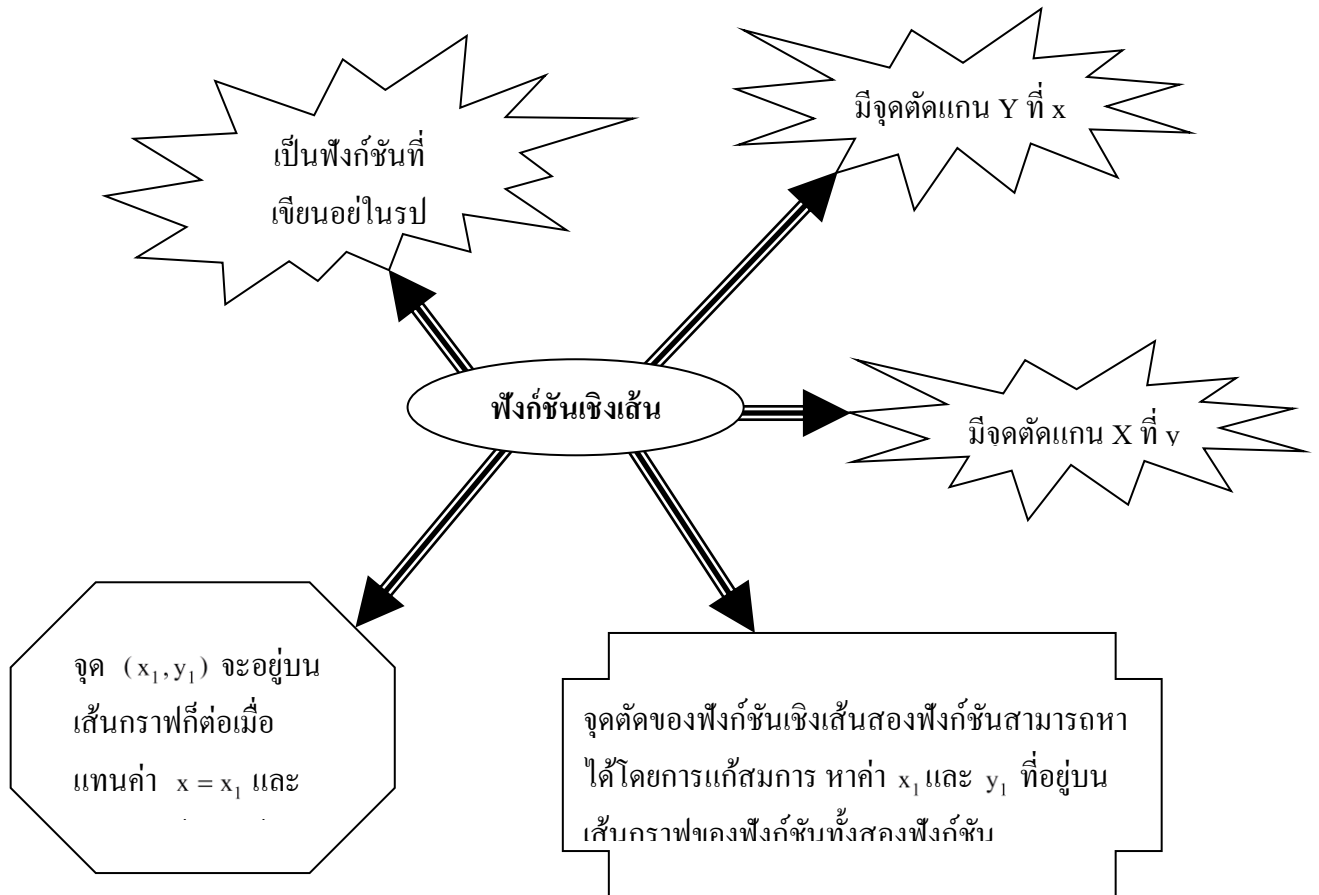 เป็นฟังก์ชันที่
เขียนอยู่ในรูป
มีจุดตัดแกน Y ที่ x
ฟังก์ชันเชิงเส้น
มีจุดตัดแกน X ที่ y
จุด (x₁, y₁) จะอยู่บน
เส้นกราฟก็ต่อเมื่อ
แทนค่า x = x₁ และ
จุดตัดของฟังก์ชันเชิงเส้นสองฟังก์ชันสามารถหา
ได้โดยการแก้สมการ หาค่า x₁ และ y₁ ที่อยู่บน
เส้นกราฟของฟังก์ชันทั้งสองฟังก์ชัน